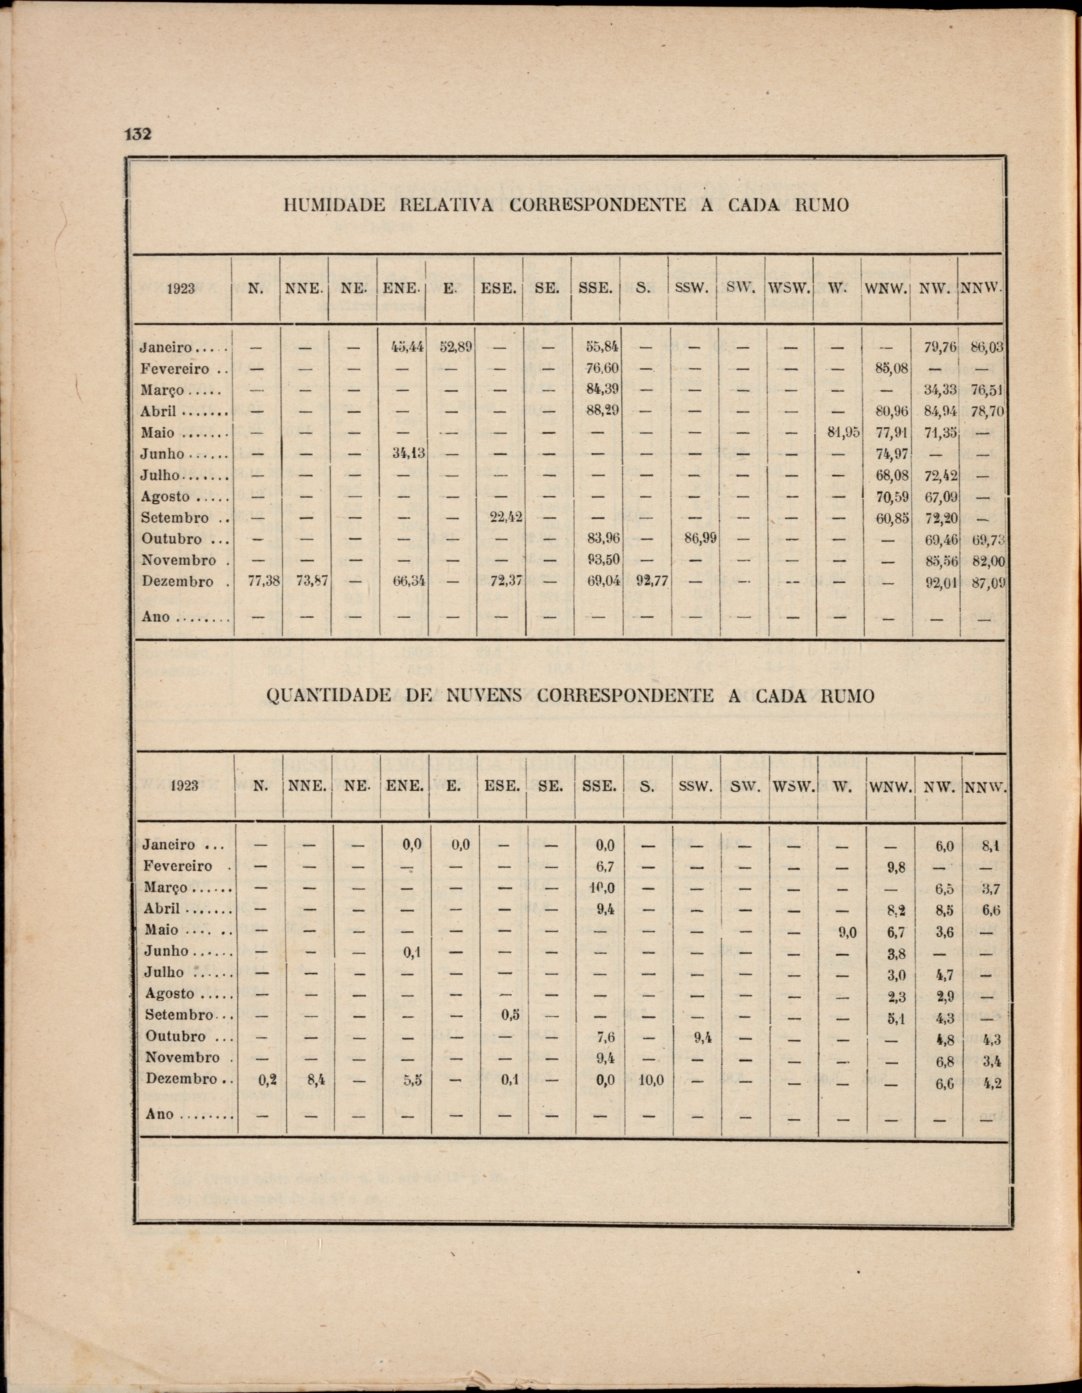 132
HUMIDADE RELATIVA CORRESPONDENTE A CADA RUMO
1923 N. NNE. NE. ENE. E. ESE. SE. SSE. S. SSW. SW. WSW. W. WNW. NW. NNW.
Janeiro..... — — — 45,44 52,89 — — 55,84 — — — — — — 79,76 86,03
Fevereiro .. — — — — — — — 76,60 — — — — — 85,08 — —
Março ..... — — — — — — — 84,39 — — — — — — 34,33 76,51
Abril ....... — — — — — — — 88,29 — — — — — 80,96 84,94 78,70
Maio ....... — — — — — — — — — — — — 81,95 77,91 71,35 —
Junho ...... — — — 34,13 — — — — — — — — — 74,97 — —
Julho....... — — — — — — — — — — — — — 68,08 72,42 —
Agosto ..... — — — — — — — — — — — — — 70,59 67,09 —
Setembro .. — — — — — 22,42 — — — — — — — 60,85 72,20 —
Outubro ... — — — — — — — 83,96 — 86,99 — — — — 69,46 69,73
Novembro . — — — — — — — 93,50 — — — — — — 85,56 82,00
Dezembro . 77,38 73,87 — 66,34 — 72,37 — 69,04 92,77 — — — — — 92,01 87,09
Ano ........ — — — — — — — — — — — — — — — —
QUANTIDADE DE NUVENS CORRESPONDENTE A CADA RUMO
1923 N. NNE. NE. ENE. E. ESE. SE. SSE. S. SSW. SW. WSW. W. WNW. NW. NNW.
Janeiro ... — — — 0,0 0,0 — — 0,0 — — — — — — 6,0 8,1
Fevereiro . — — — — — — — 6,7 — — — — — 9,8 — —
Março...... — — — — — — — 10,0 — — — — — — 6,5 3,7
Abril ....... — — — — — — — 9,4 — — — — — 8,2 8,5 6,6
Maio .... .. — — — — — — — — — — — — 9,0 6,7 3,6 —
Junho...... — — — 0,1 — — — — — — — — — 3,8 — —
Julho ...... — — — — — — — — — — — — — 3,0 4,7 —
Agosto ..... — — — — — — — — — — — — — 2,3 2,9 —
Setembro... — — — — — 0,5 — — — — — — — 5,1 4,3 —
Outubro ... — — — — — — — 7,6 — 9,4 — — — — 4,8 4,3
Novembro . — — — — — — — 9,4 — — — — — — 6,8 3,4
Dezembro .. 0,2 8,4 — 5,5 — 0,1 — 0,0 10,0 — — — — — 6,6 4,2
Ano ........ — — — — — — — — — — — — — — — —